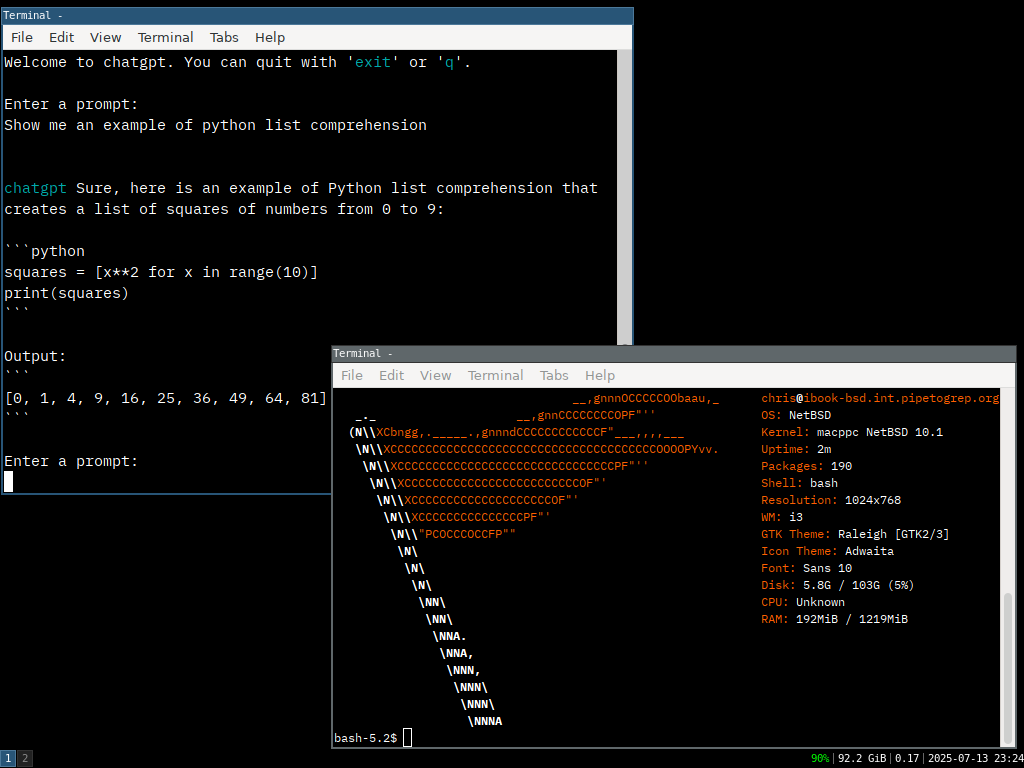 Terminal -
File Edit View Terminal Tabs Help
Welcome to chatgpt. You can quit with 'exit' or 'q'.
Enter a prompt:
Show me an example of python list comprehension
chatgpt Sure, here is an example of Python list comprehension that
creates a list of squares of numbers from 0 to 9:
```python
squares = [x**2 for x in range(10)]
print(squares)
```
Output:
```
[0, 1, 4, 9, 16, 25, 36, 49, 64, 81]
```
Enter a prompt:
Terminal -
File Edit View Terminal Tabs Help
__,gnnnOCCCCCOObaau,_
_._ __,gnnCCCCCCCCOPF"''
(N\\XCbngg,._____.,gnnndCCCCCCCCCCCCF"___,,,,___
\N\\XCCCCCCCCCCCCCCCCCCCCCCCCCCCCCCCCCCCCCOOOOPYvv.
\N\\XCCCCCCCCCCCCCCCCCCCCCCCCCCCCCCCPF"''
\N\\XCCCCCCCCCCCCCCCCCCCCCCCCCOF"'
\N\\XCCCCCCCCCCCCCCCCCCCCOF"'
\N\\XCCCCCCCCCCCCCCCPF"'
\N\\"PCOCCCOCCFP""
\N\
\N\
\N\
\NN\
\NN\
\NNA.
\NNA,
\NNN,
\NNN\
\NNN\
\NNNA
chris@ibook-bsd.int.pipetogrep.org
OS: NetBSD
Kernel: macppc NetBSD 10.1
Uptime: 2m
Packages: 190
Shell: bash
Resolution: 1024x768
WM: i3
GTK Theme: Raleigh [GTK2/3]
Icon Theme: Adwaita
Font: Sans 10
Disk: 5.8G / 103G (5%)
CPU: Unknown
RAM: 192MiB / 1219MiB
bash-5.2$
1 2
90%|92.2 GiB|0.17|2025-07-13 23:24